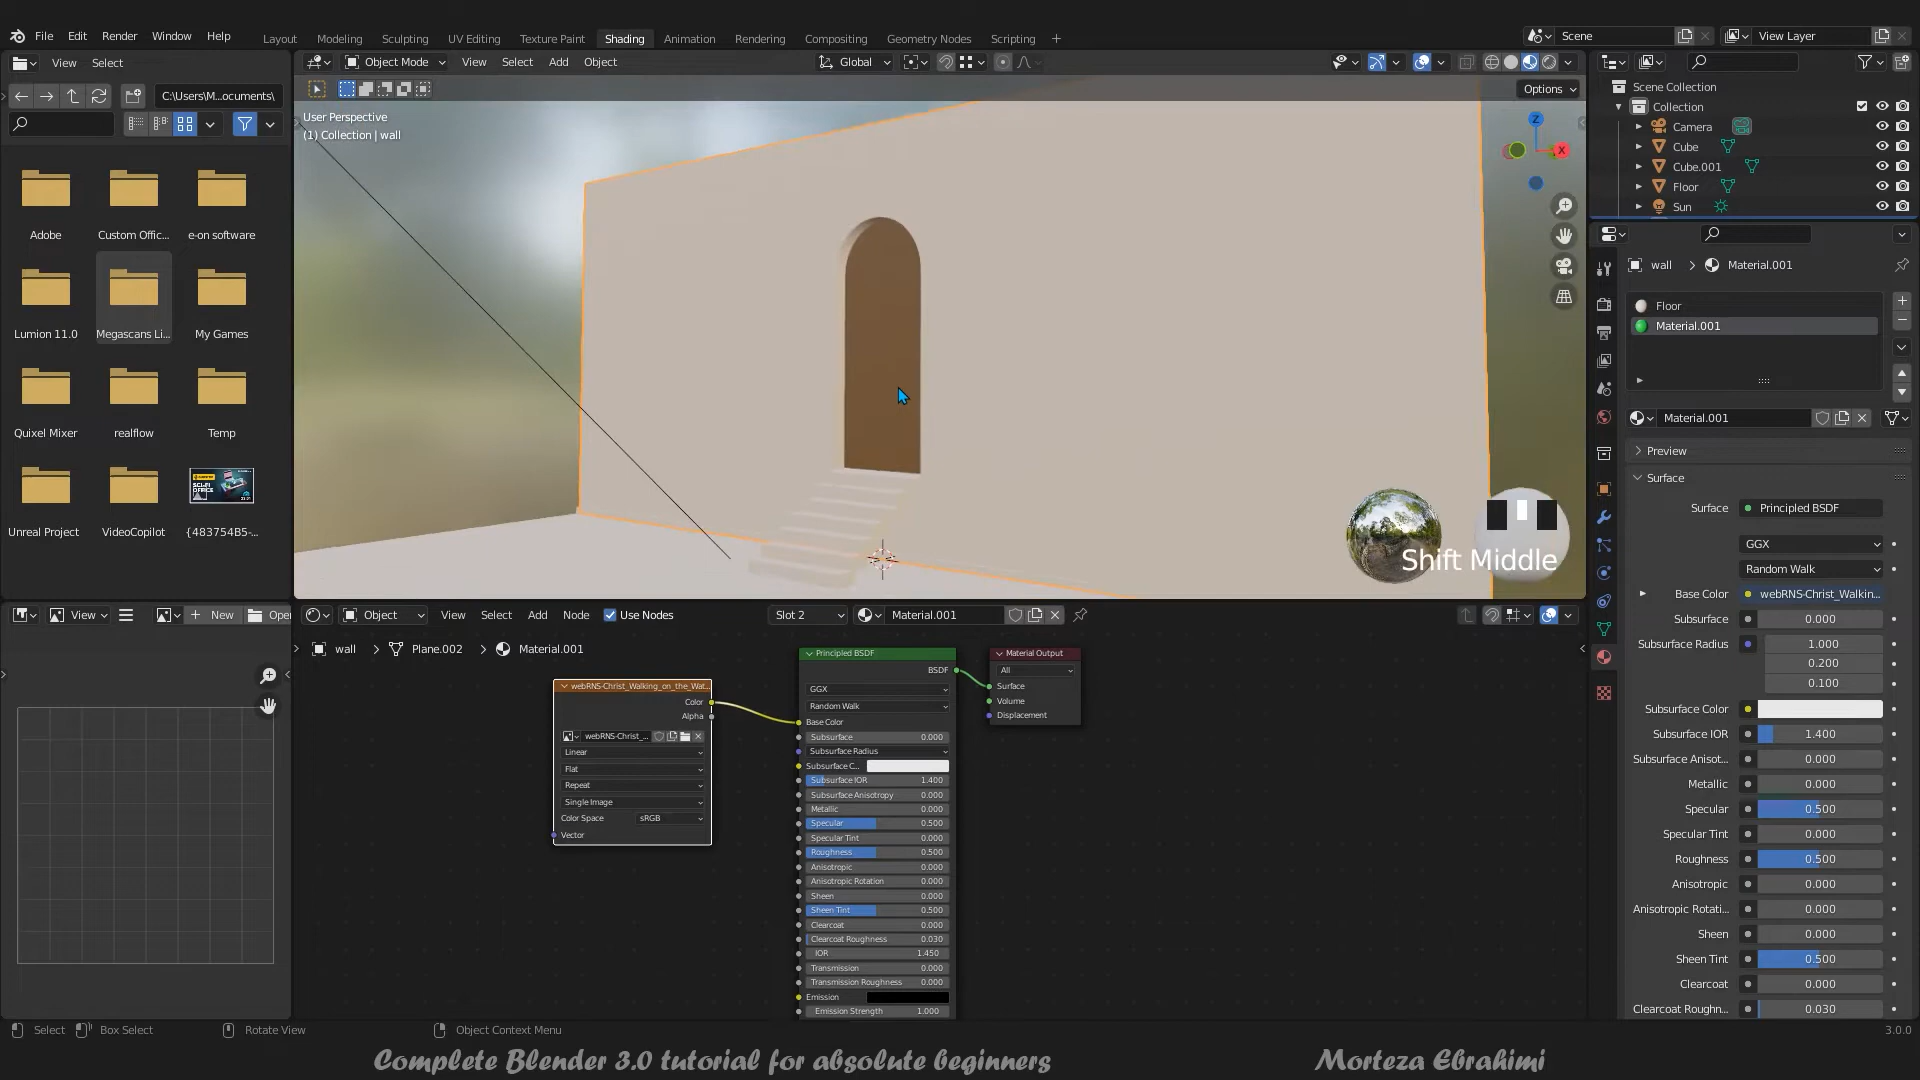 File Edit Render Window Help
Layout Modeling Sculpting UV Editing Texture Paint Shading Animation Rendering Compositing Geometry Nodes Scripting +
Scene
View Layer
View Select
Object Mode View Select Add Object
Global
C:\Users\M...ocuments\
Options
User Perspective
(1) Collection | wall
Z
X
Adobe Custom Offic... e-on software
Lumion 11.0 Megascans Li... My Games
Quixel Mixer realflow Temp
Unreal Project VideoCopilot {483754B5-...
Shift Middle
Scene Collection
Collection
Camera
Cube
Cube.001
Floor
Sun
wall > Material.001
Floor
Material.001
Material.001
Preview
Surface
Surface Principled BSDF
GGX
Random Walk
Base Color webRNS-Christ_Walkin...
Subsurface 0.000
Subsurface Radius 1.000
0.200
0.100
Subsurface Color
Subsurface IOR 1.400
Subsurface Anisot... 0.000
Metallic 0.000
Specular 0.500
Specular Tint 0.000
Roughness 0.500
Anisotropic 0.000
Anisotropic Rotati... 0.000
Sheen 0.000
Sheen Tint 0.500
Clearcoat 0.000
Clearcoat Roughn... 0.030
View New Open
Object View Select Add Node Use Nodes Slot 2 Material.001
wall > Plane.002 > Material.001
webRNS-Christ_Walking_on_the_Wat...
Color
Alpha
webRNS-Christ_...
Linear
Flat
Repeat
Single Image
Color Space sRGB
Vector
Principled BSDF
BSDF
GGX
Random Walk
Base Color
Subsurface 0.000
Subsurface Radius
Subsurface C...
Subsurface IOR 1.400
Subsurface Anisotropy 0.000
Metallic 0.000
Specular 0.500
Specular Tint 0.000
Roughness 0.500
Anisotropic 0.000
Anisotropic Rotation 0.000
Sheen 0.000
Sheen Tint 0.500
Clearcoat 0.000
Clearcoat Roughness 0.030
IOR 1.450
Transmission 0.000
Transmission Roughness 0.000
Emission
Emission Strength 1.000
Material Output
All
Surface
Volume
Displacement
Select Box Select Rotate View Object Context Menu 3.0.0
Complete Blender 3.0 tutorial for absolute beginners Morteza Ebrahimi